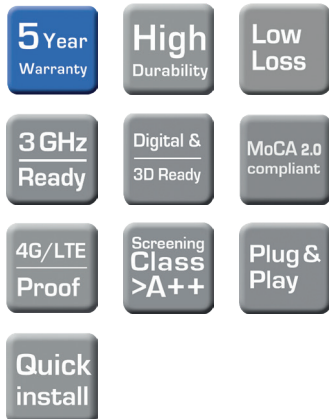 5 Year
Warranty
High
Durability
Low
Loss
3 GHz
Ready
Digital &
3D Ready
MoCA 2.0
compliant
4G/LTE
Proof
Screening
Class
>A++
Plug &
Play
Quick
install